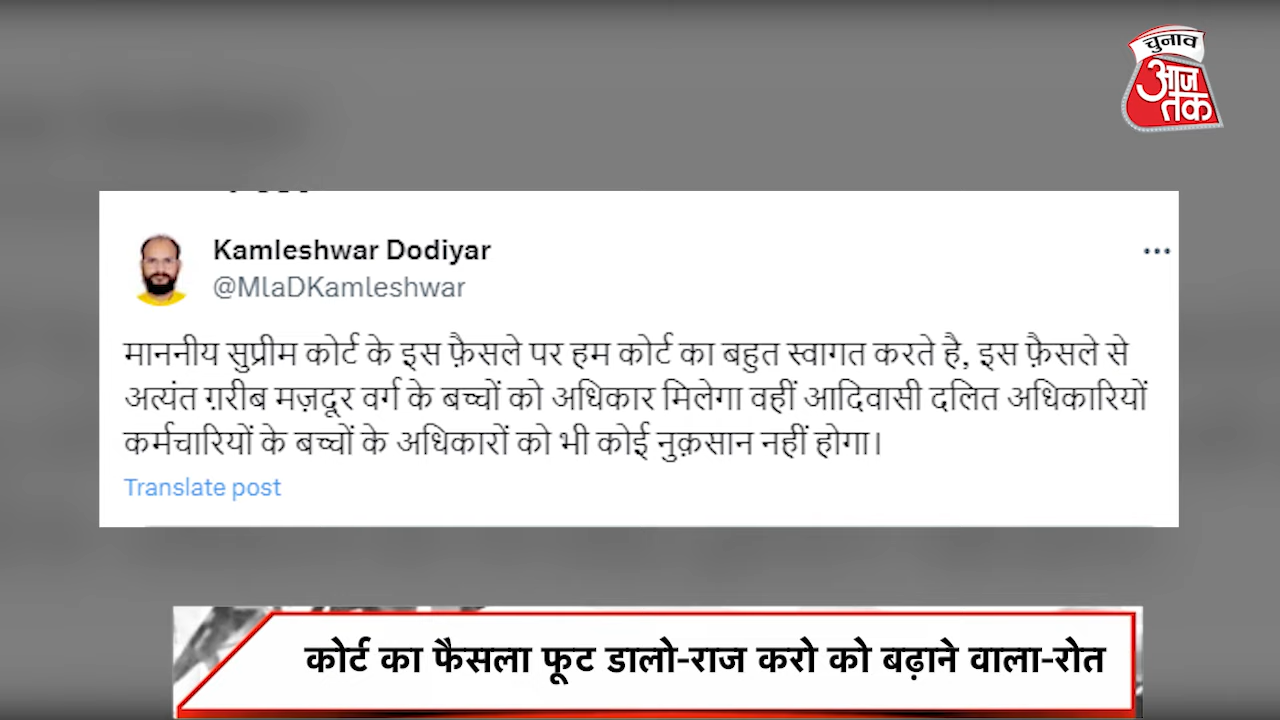 चुनाव
आज
तक
Kamleshwar Dodiyar
@MlaDKamleshwar
माननीय सुप्रीम कोर्ट के इस फ़ैसले पर हम कोर्ट का बहुत स्वागत करते है, इस फ़ैसले से
अत्यंत ग़रीब मज़दूर वर्ग के बच्चों को अधिकार मिलेगा वहीं आदिवासी दलित अधिकारियों
कर्मचारियों के बच्चों के अधिकारों को भी कोई नुक़सान नहीं होगा।
Translate post
कोर्ट का फैसला फूट डालो-राज करो को बढ़ाने वाला-रोत